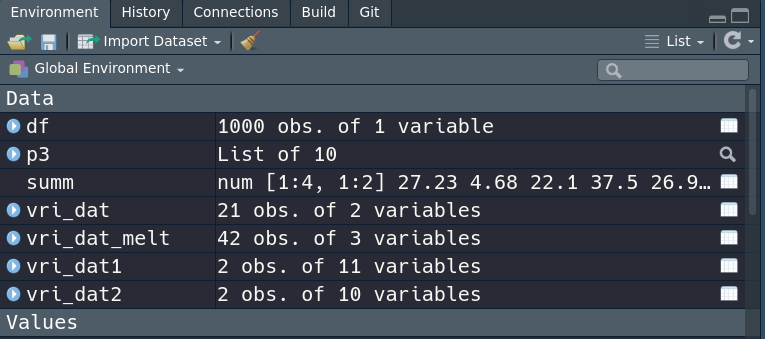 Environment History Connections Build Git
Import Dataset List
Global Environment
Data
df 1000 obs. of 1 variable
p3 List of 10
summ num [1:4, 1:2] 27.23 4.68 22.1 37.5 26.9…
vri_dat 21 obs. of 2 variables
vri_dat_melt 42 obs. of 3 variables
vri_dat1 2 obs. of 11 variables
vri_dat2 2 obs. of 10 variables
Values